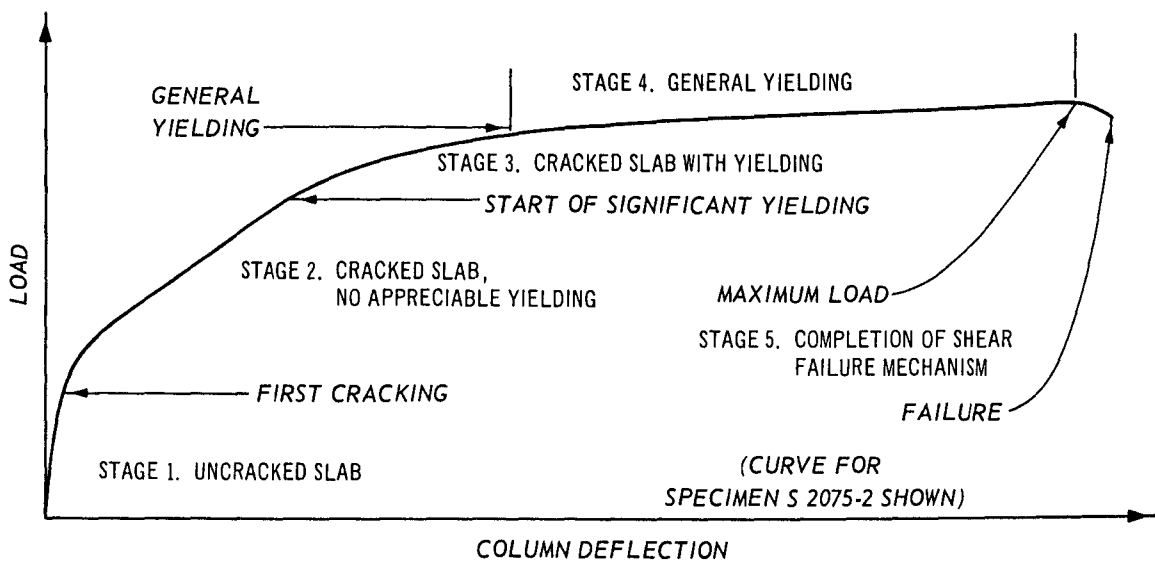 GENERAL
YIELDING
STAGE 4. GENERAL YIELDING
STAGE 3. CRACKED SLAB WITH YIELDING
START OF SIGNIFICANT YIELDING
STAGE 2. CRACKED SLAB,
NO APPRECIABLE YIELDING
MAXIMUM LOAD
STAGE 5. COMPLETION OF SHEAR
FAILURE MECHANISM
FIRST CRACKING
FAILURE
STAGE 1. UNCRACKED SLAB
(CURVE FOR
SPECIMEN S 2075-2 SHOWN)
LOAD
COLUMN DEFLECTION